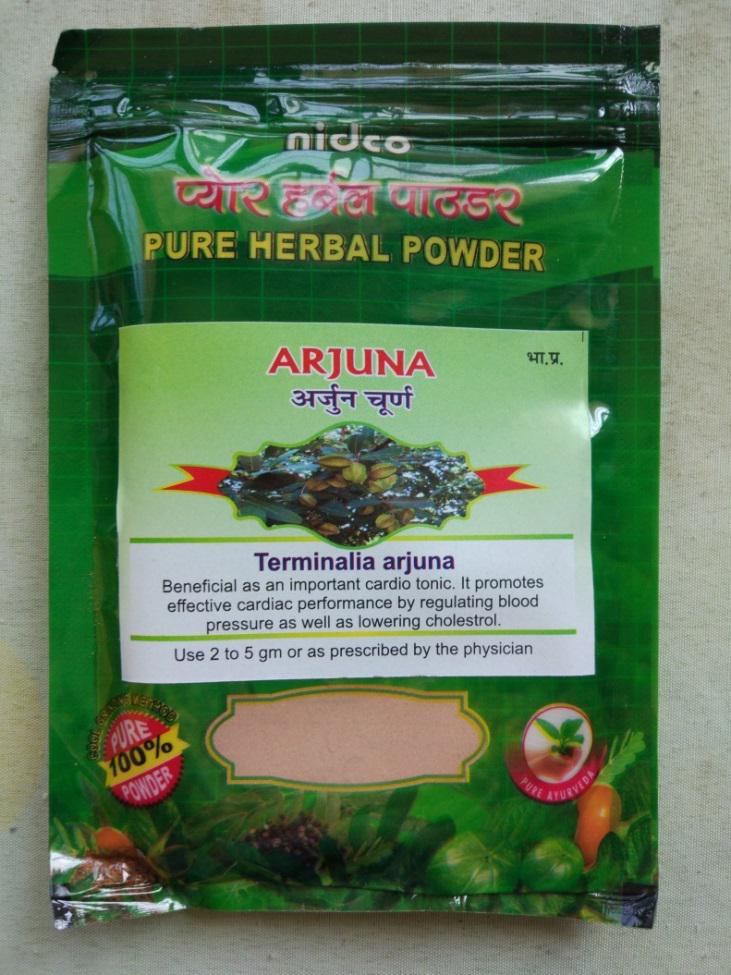 nidco
प्योर हर्बल पाउडर
PURE HERBAL POWDER
ARJUNA
भा.प्र.
अर्जुन चूर्ण
Terminalia arjuna
Beneficial as an important cardio tonic. It promotes
effective cardiac performance by regulating blood
pressure as well as lowering cholestrol.
Use 2 to 5 gm or as prescribed by the physician
METHOD
PURE
100%
POWDER
PURE AYURVEDA